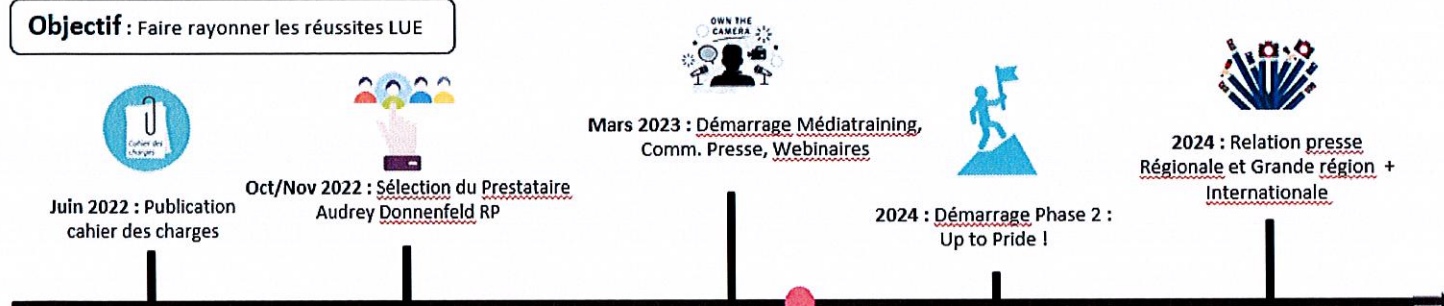 Objectif : Faire rayonner les réussites LUE
Cahier des
charges
Juin 2022 : Publication
cahier des charges
Oct/Nov 2022 : Sélection du Prestataire
Audrey Donnenfeld RP
OWN THE
CAMERA
Mars 2023 : Démarrage Médiatraining,
Comm. Presse, Webinaires
2024 : Démarrage Phase 2 :
Up to Pride !
2024 : Relation presse
Régionale et Grande région +
Internationale